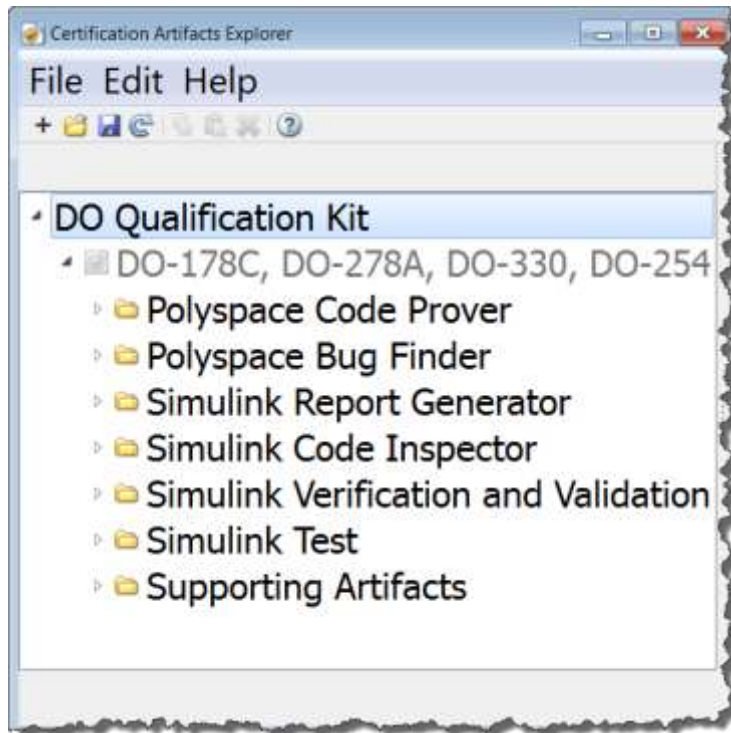 Certification Artifacts Explorer
File Edit Help
DO Qualification Kit
DO-178C, DO-278A, DO-330, DO-254
Polyspace Code Prover
Polyspace Bug Finder
Simulink Report Generator
Simulink Code Inspector
Simulink Verification and Validation
Simulink Test
Supporting Artifacts